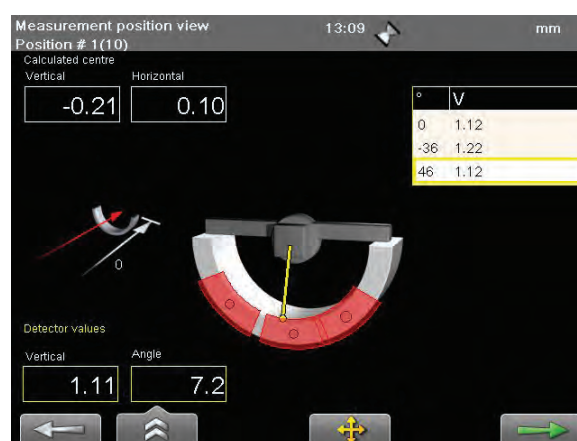 Measurement position view
13:09
mm
Position # 1(10)
Calculated centre
Vertical Horizontal
-0.21 0.10
° V
0 1.12
-36 1.22
46 1.12
0
Detector values
Vertical Angle
1.11 7.2